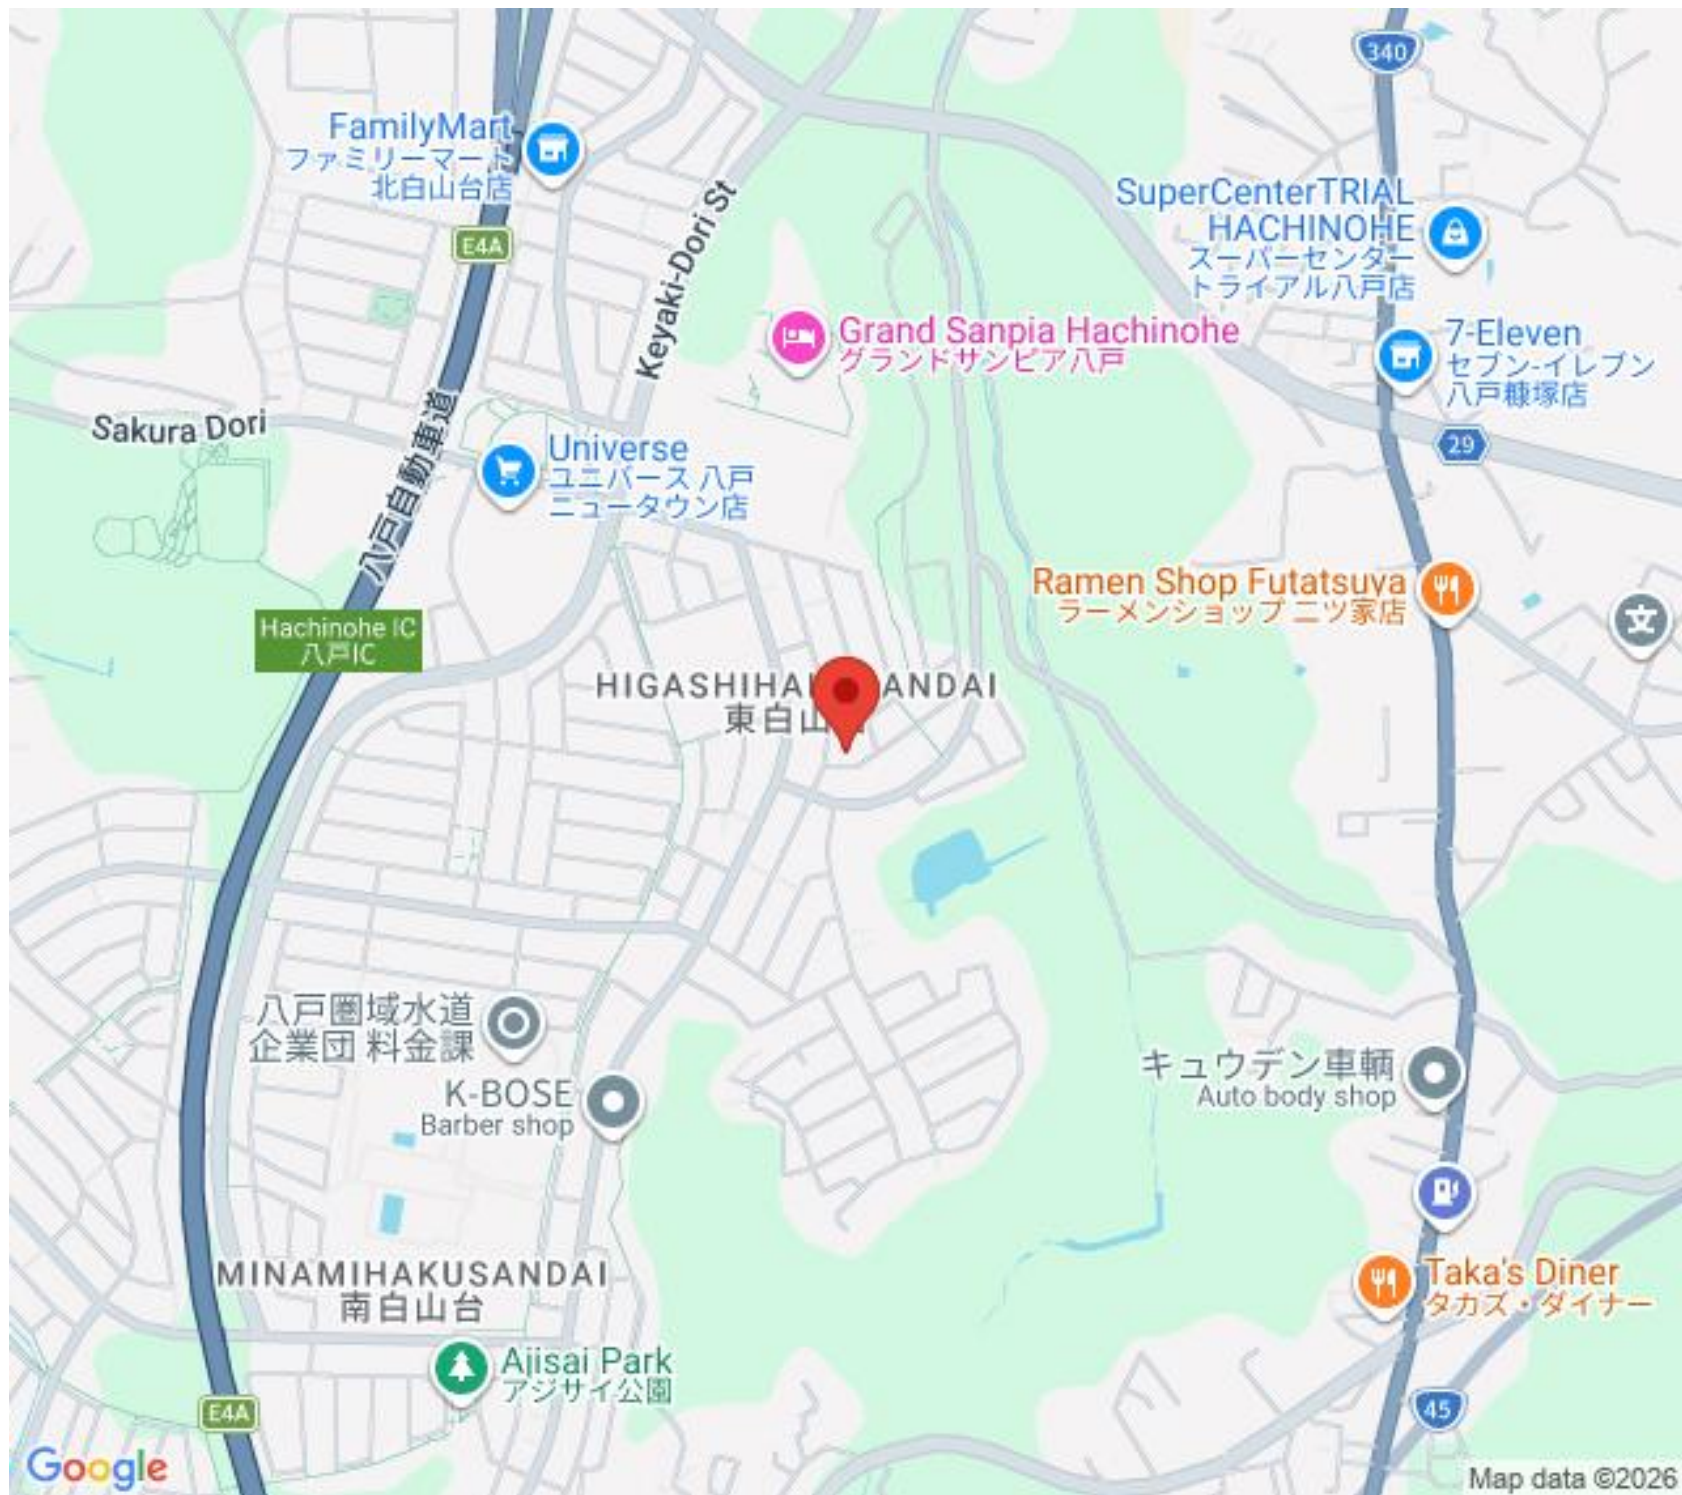 340
FamilyMart
ファミリーマート
北白山台店
E4A
Keyaki-Dori St
SuperCenterTRIAL
HACHINOHE
スーパーセンター
トライアル八戸店
Grand Sanpia Hachinohe
グランドサンピア八戸
7-Eleven
セブン-イレブン
八戸糠塚店
29
Sakura Dori
八戸自動車道
Universe
ユニバース 八戸
ニュータウン店
Ramen Shop Futatsuya
ラーメンショップ 二ツ家店
文
Hachinohe IC
八戸IC
東白山
八戸圏域水道
企業団 料金課
K-BOSE
Barber shop
キュウデン車輌
Auto body shop
MINAMIHAKUSANDAI
南白山台
Taka's Diner
タカズ・ダイナー
Ajisai Park
アジサイ公園
E4A
45
Google
Map data ©2026